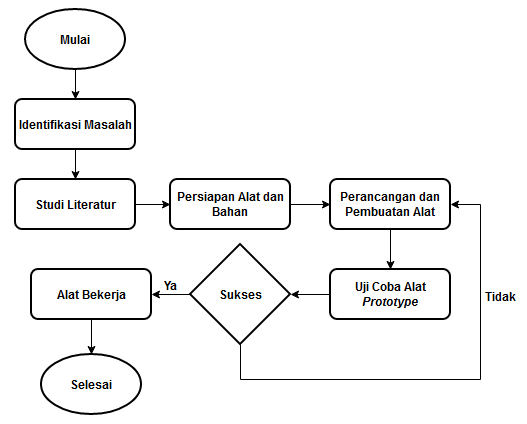 Mulai
Identifikasi Masalah
Studi Literatur
Persiapan Alat dan
Bahan
Perancangan dan
Pembuatan Alat
Uji Coba Alat
Prototype
Sukses
Ya
Tidak
Alat Bekerja
Selesai